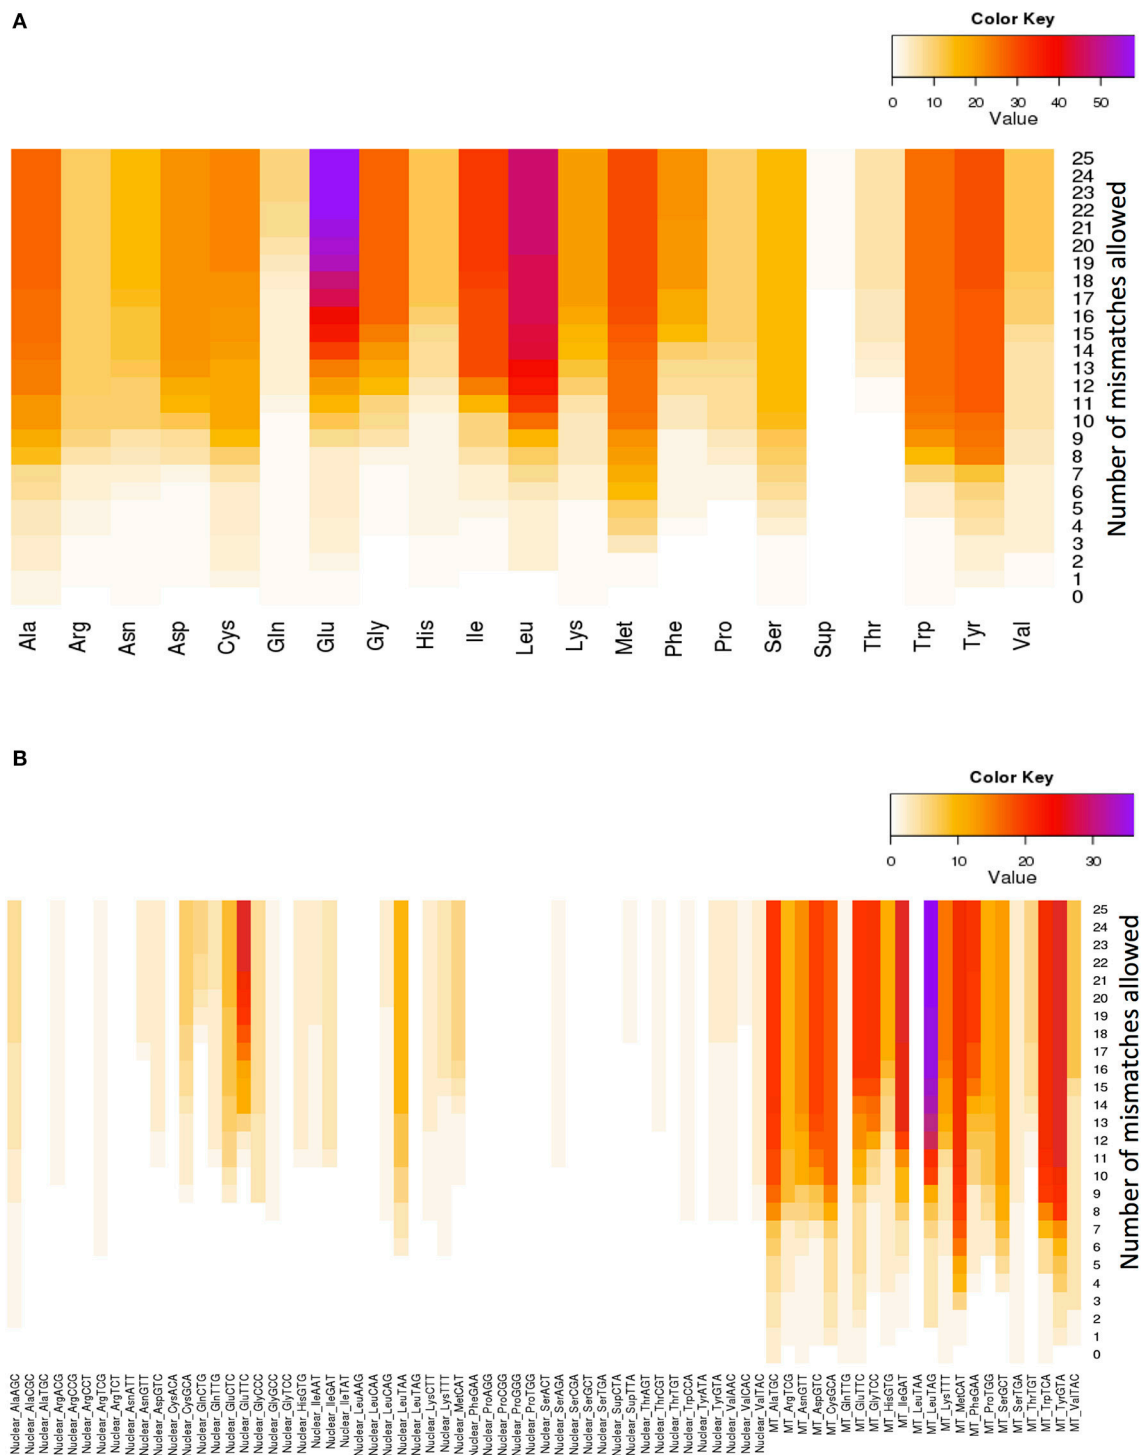 A
Color Key
0 10 20 30 40 50
Value
25
24
23
22
21
20
19
18
17
16
15
14
13
12
11
10
9
8
7
6
5
4
3
2
1
0
Number of mismatches allowed
Ala Arg Asn Asp Cys Gln Glu Gly His Ile Leu Lys Met Phe Pro Ser Sup Thr Trp Tyr Val
B
Color Key
0 10 20 30
Value
25
24
23
22
21
20
19
18
17
16
15
14
13
12
11
10
9
8
7
6
5
4
3
2
1
0
Number of mismatches allowed
Nuclear_AlaAGC
Nuclear_AlaCGC
Nuclear_AlaTGC
Nuclear_ArgACG
Nuclear_ArgCCG
Nuclear_ArgCCT
Nuclear_ArgTCG
Nuclear_ArgTCT
Nuclear_AsnATT
Nuclear_AsnGTT
Nuclear_AspGTC
Nuclear_CysACA
Nuclear_CysGCA
Nuclear_GlnCTG
Nuclear_GlnTTG
Nuclear_GluCTC
Nuclear_GluTTC
Nuclear_GlyCCC
Nuclear_GlyGCC
Nuclear_GlyTCC
Nuclear_HisGTG
Nuclear_IleAAT
Nuclear_IleGAT
Nuclear_IleTAT
Nuclear_LeuAAG
Nuclear_LeuCAA
Nuclear_LeuCAG
Nuclear_LeuTAA
Nuclear_LeuTAG
Nuclear_LysCTT
Nuclear_LysTTT
Nuclear_MetCAT
Nuclear_PheGAA
Nuclear_ProAGG
Nuclear_ProCGG
Nuclear_ProGGG
Nuclear_ProTGG
Nuclear_SerACT
Nuclear_SerAGA
Nuclear_SerCGA
Nuclear_SerGCT
Nuclear_SerTGA
Nuclear_SupCTA
Nuclear_SupTTA
Nuclear_ThrAGT
Nuclear_ThrCGT
Nuclear_ThrTGT
Nuclear_TrpCCA
Nuclear_TyrATA
Nuclear_TyrGTA
Nuclear_ValAAC
Nuclear_ValCAC
Nuclear_ValTAC
MT_AlaTGC
MT_ArgTCG
MT_AsnGTT
MT_AspGTC
MT_CysGCA
MT_GlnTTG
MT_GluTTC
MT_GlyTCC
MT_HisGTG
MT_IleGAT
MT_LeuTAA
MT_LeuTAG
MT_LysTTT
MT_MetCAT
MT_PheGAA
MT_ProTGG
MT_SerGCT
MT_SerTGA
MT_ThrTGT
MT_TrpTCA
MT_TyrGTA
MT_ValTAC